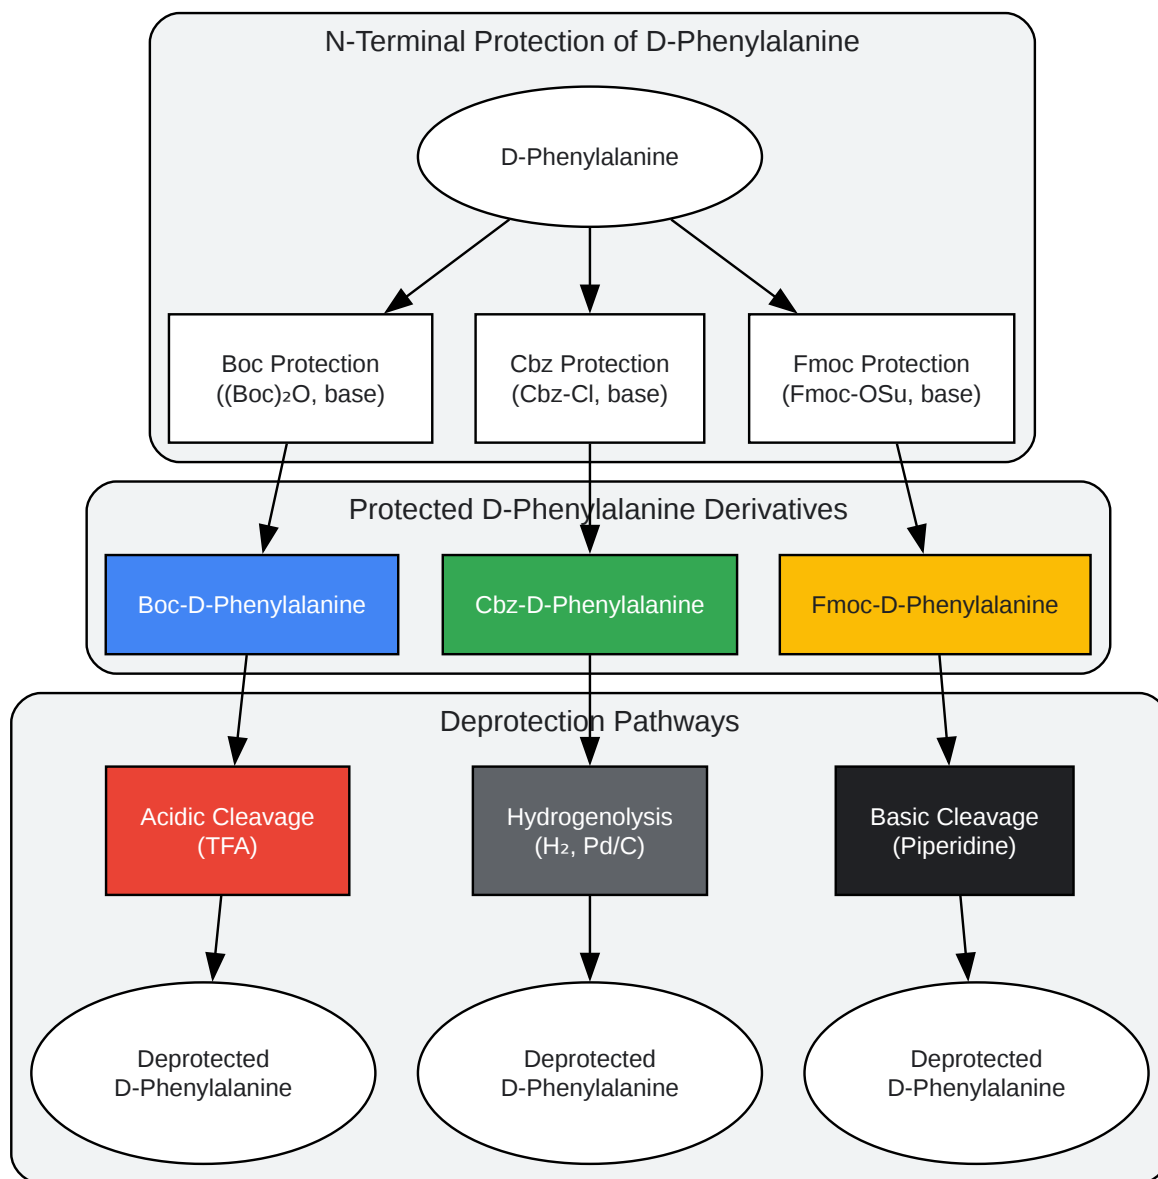 N-Terminal Protection of D-Phenylalanine
D-Phenylalanine
Boc Protection
((Boc)₂O, base)
Cbz Protection
(Cbz-Cl, base)
Fmoc Protection
(Fmoc-OSu, base)
Protected D-Phenylalanine Derivatives
Boc-D-Phenylalanine
Cbz-D-Phenylalanine
Fmoc-D-Phenylalanine
Deprotection Pathways
Acidic Cleavage
(TFA)
Hydrogenolysis
(H₂, Pd/C)
Basic Cleavage
(Piperidine)
Deprotected
D-Phenylalanine
Deprotected
D-Phenylalanine
Deprotected
D-Phenylalanine